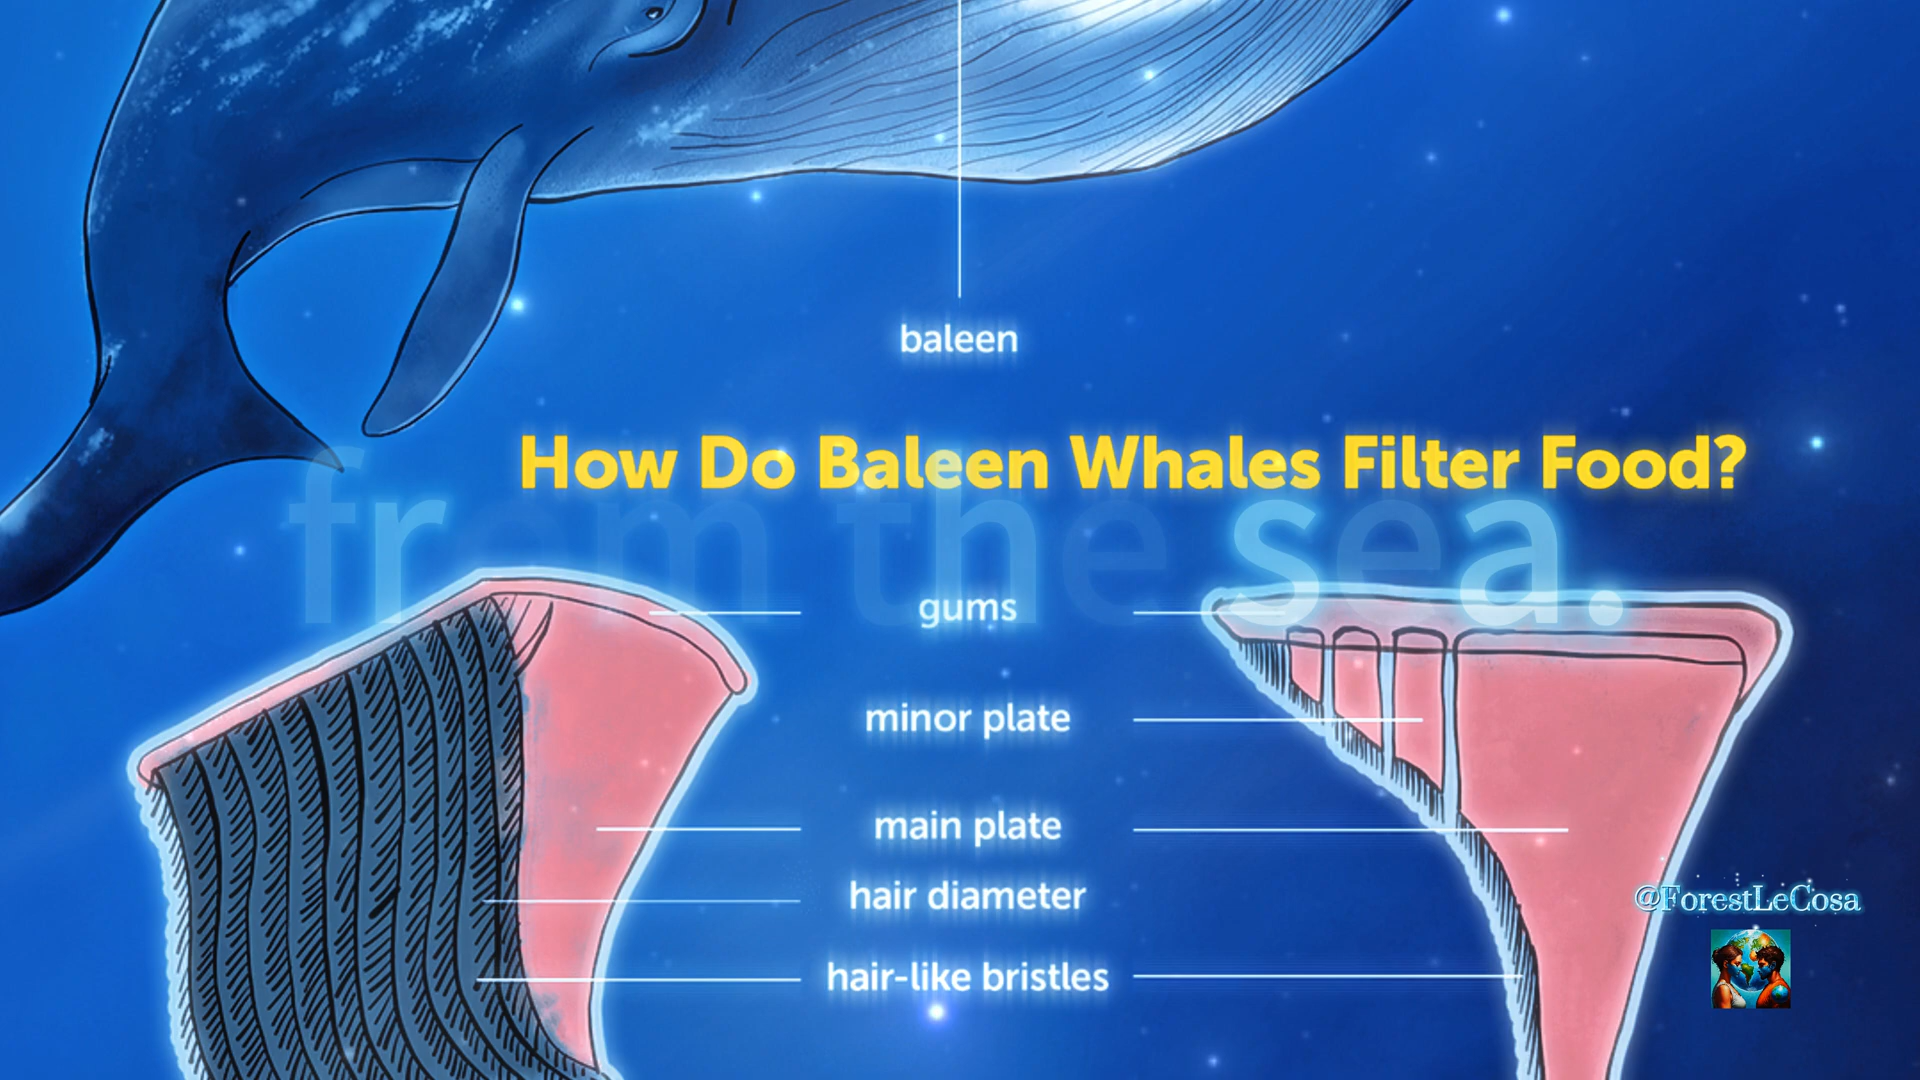 baleen
How Do Baleen Whales Filter Food?
from the sea.
gums
minor plate
main plate
hair diameter
hair-like bristles
@ForestLeCosa